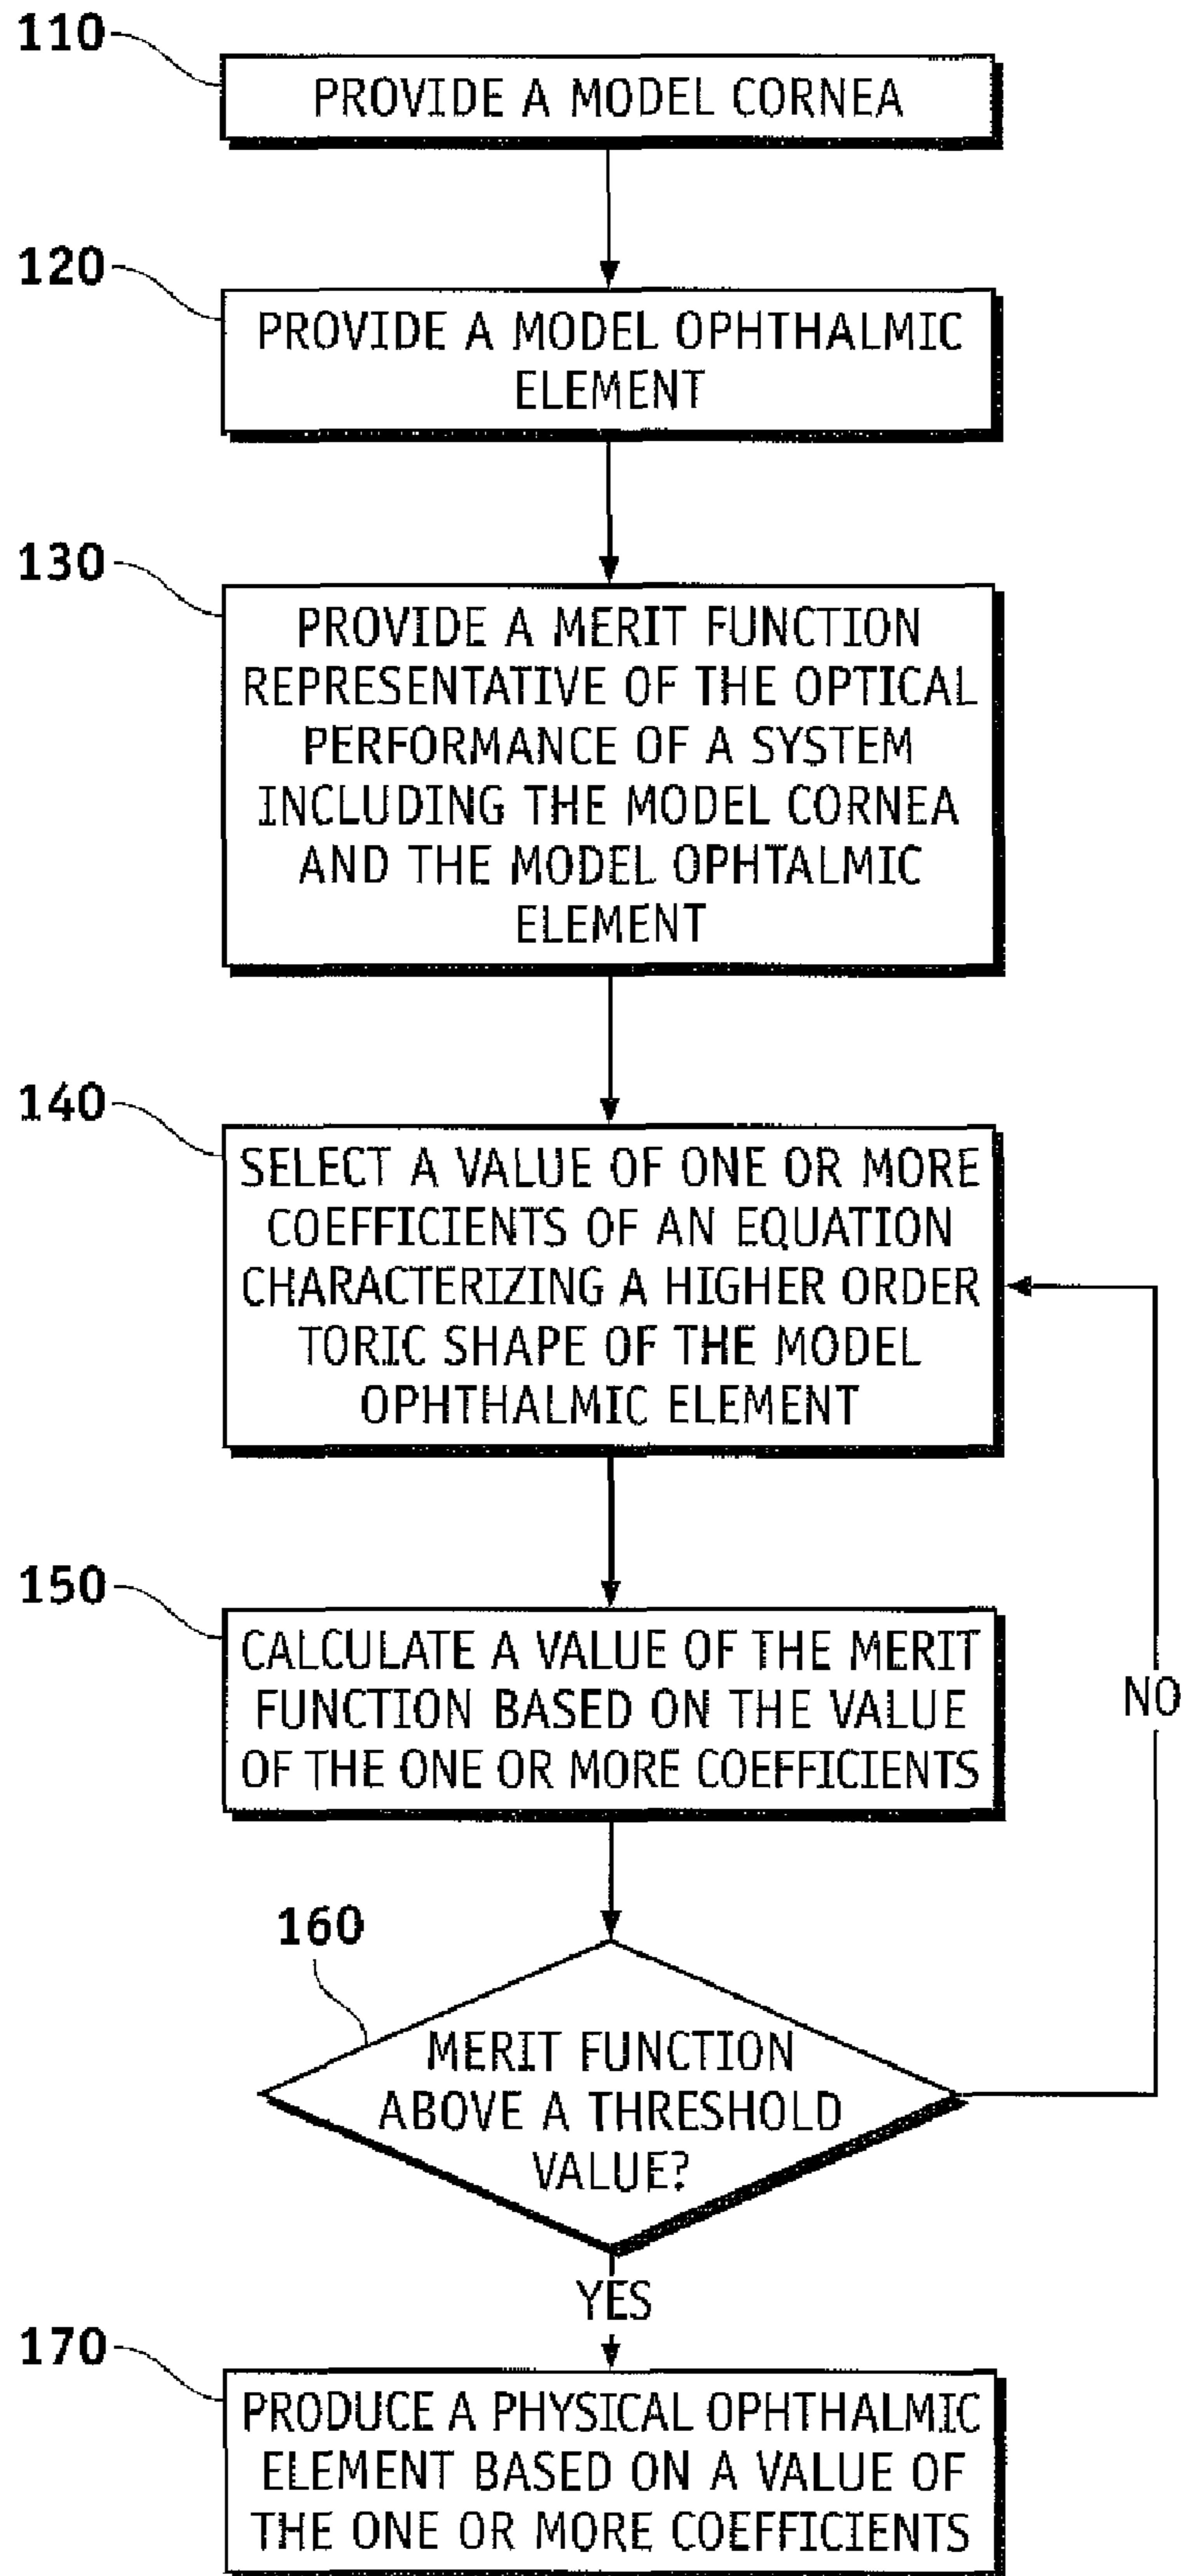 110
PROVIDE A MODEL CORNEA
120
PROVIDE A MODEL OPHTHALMIC
ELEMENT
130
PROVIDE A MERIT FUNCTION
REPRESENTATIVE OF THE OPTICAL
PERFORMANCE OF A SYSTEM
INCLUDING THE MODEL CORNEA
AND THE MODEL OPHTALMIC
ELEMENT
140
SELECT A VALUE OF ONE OR MORE
COEFFICIENTS OF AN EQUATION
CHARACTERIZING A HIGHER ORDER
TORIC SHAPE OF THE MODEL
OPHTHALMIC ELEMENT
150
CALCULATE A VALUE OF THE MERIT
FUNCTION BASED ON THE VALUE
OF THE ONE OR MORE COEFFICIENTS
NO
160
MERIT FUNCTION
ABOVE A THRESHOLD
VALUE?
YES
170
PRODUCE A PHYSICAL OPHTHALMIC
ELEMENT BASED ON A VALUE OF
THE ONE OR MORE COEFFICIENTS